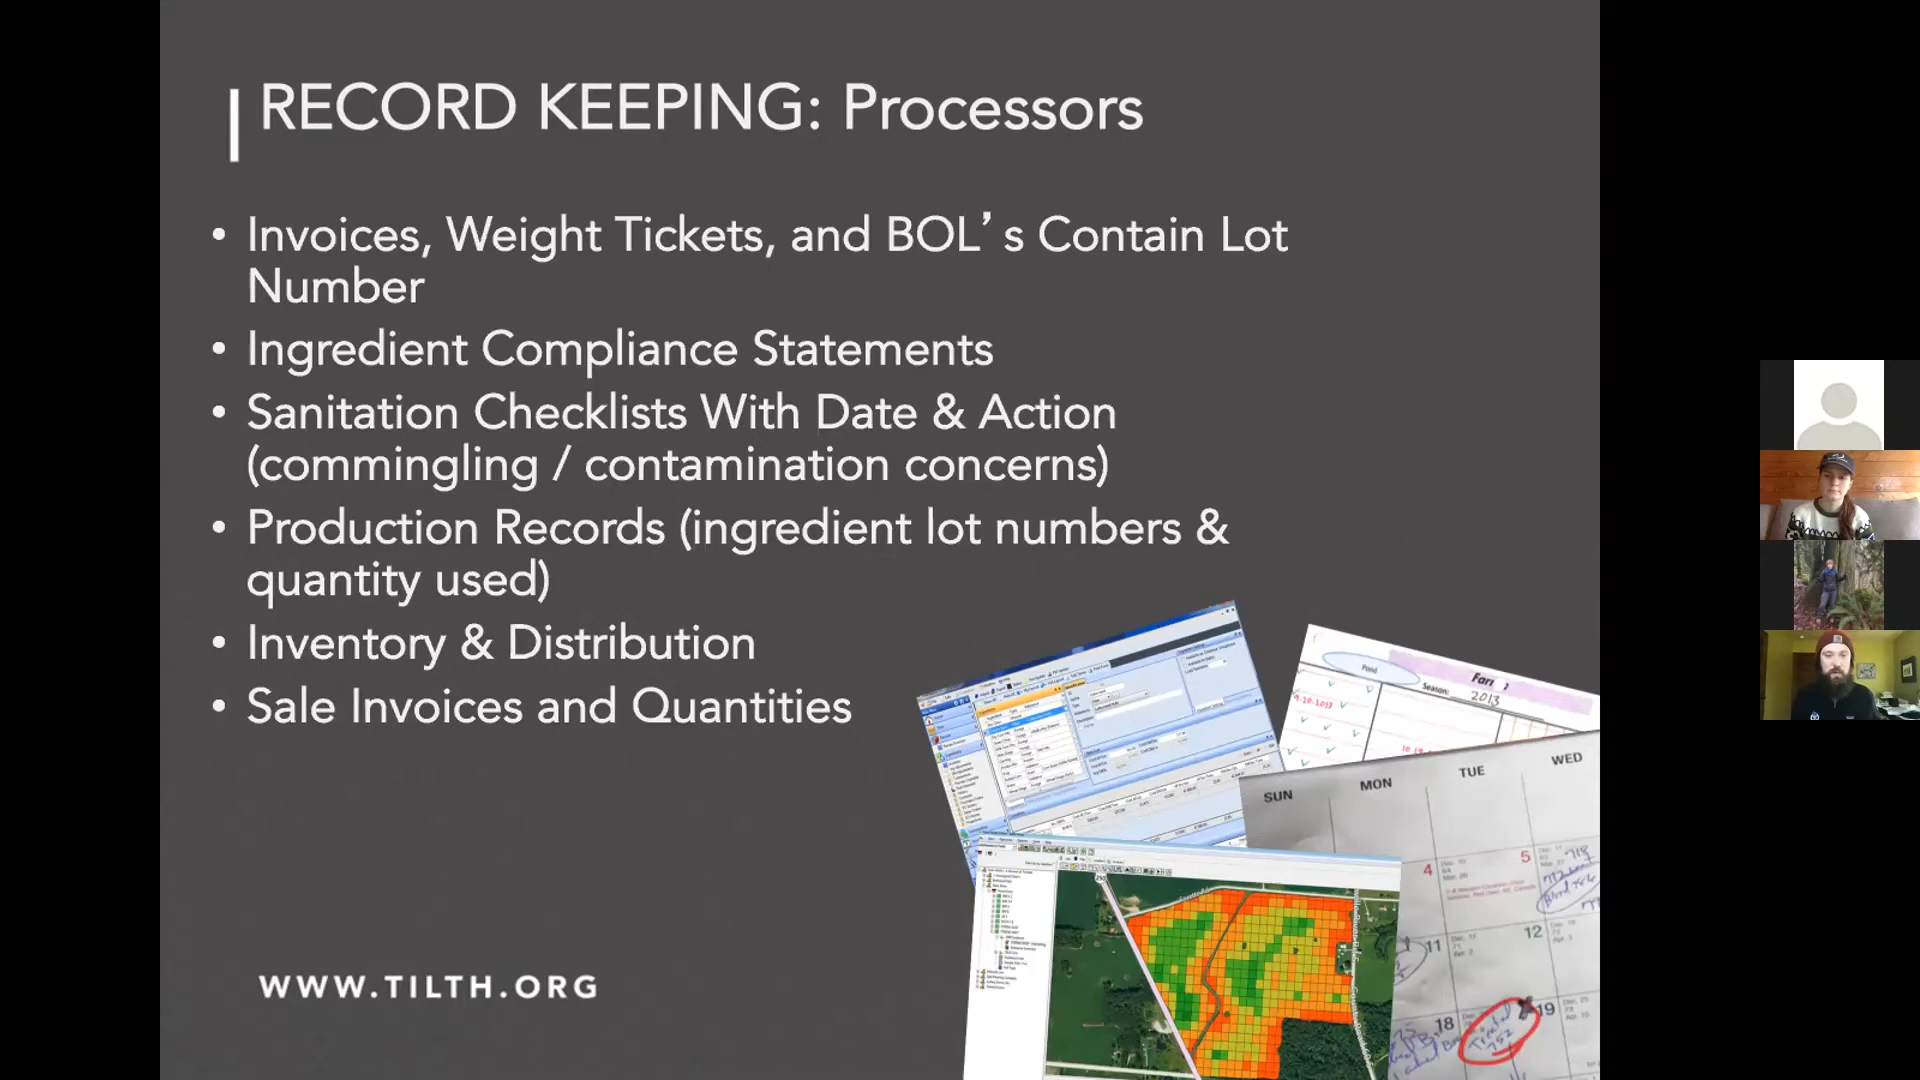 RECORD KEEPING: Processors
• Invoices, Weight Tickets, and BOL’s Contain Lot
Number
• Ingredient Compliance Statements
• Sanitation Checklists With Date & Action
(commingling / contamination concerns)
• Production Records (ingredient lot numbers &
quantity used)
• Inventory & Distribution
• Sale Invoices and Quantities
Pond
Season: 2013
SUN MON TUE WED
4 5
11 12
18 19
WWW.TILTH.ORG